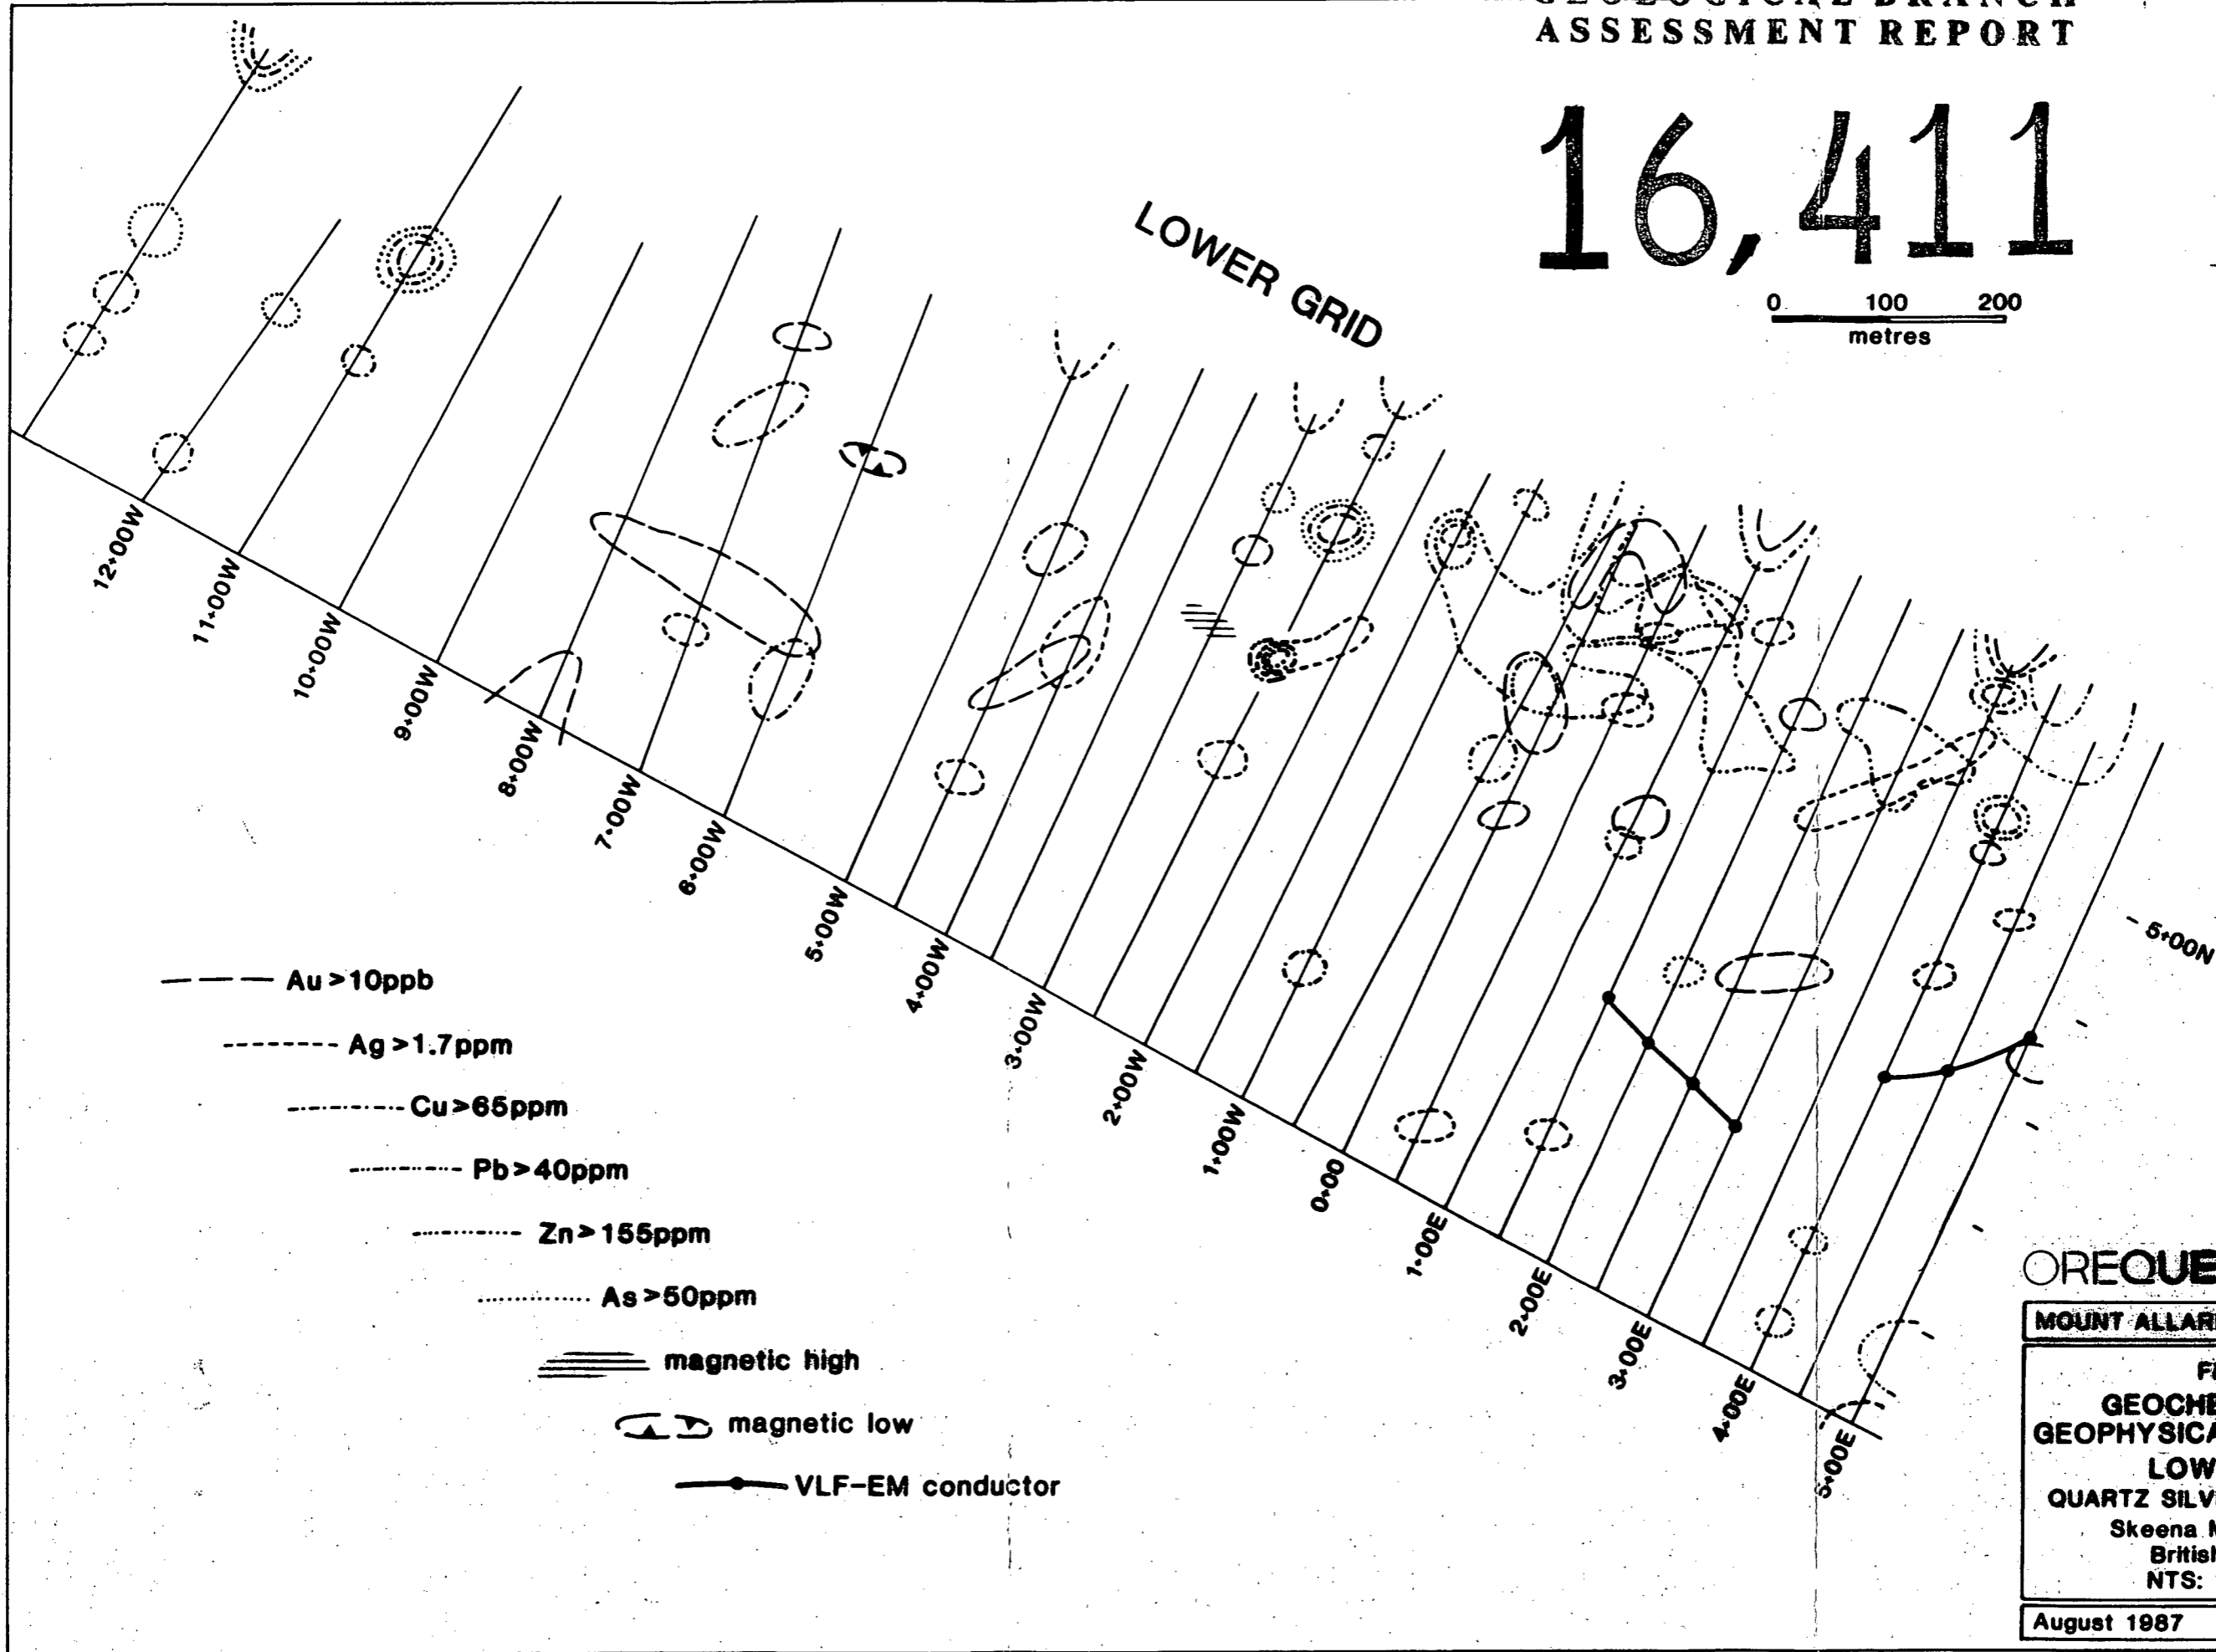 GEOLOGICAL BRANCH
ASSESSMENT REPORT
16,411
0 100 200
metres
LOWER GRID
12+00W
11+00W
10+00W
9+00W
8+00W
7+00W
6+00W
5+00W
4+00W
3+00W
2+00W
1+00W
0+00
1+00E
2+00E
3+00E
4+00E
5+00E
5+00N
Au >10ppb
Ag >1.7ppm
Cu>65ppm
Pb>40ppm
Zn>155ppm
As >50ppm
magnetic high
magnetic low
VLF-EM conductor
OREQUE
MOUNT ALLAR
GEOCHE
GEOPHYSICA
LOW
QUARTZ SILV
Skeena M
British
NTS:
August 1987